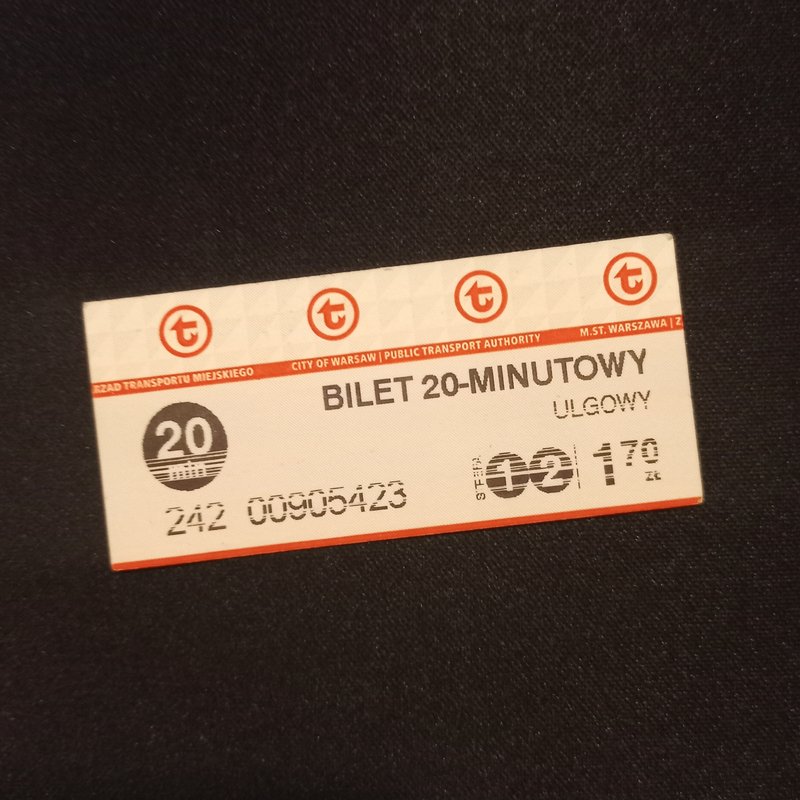 t t t t
RZĄD TRANSPORTU MIEJSKIEGO CITY OF WARSAW | PUBLIC TRANSPORT AUTHORITY M.ST. WARSZAWA | Z
BILET 20-MINUTOWY
ULGOWY
20
min
STREFA 1 2 1 70 ZŁ
242 00905423